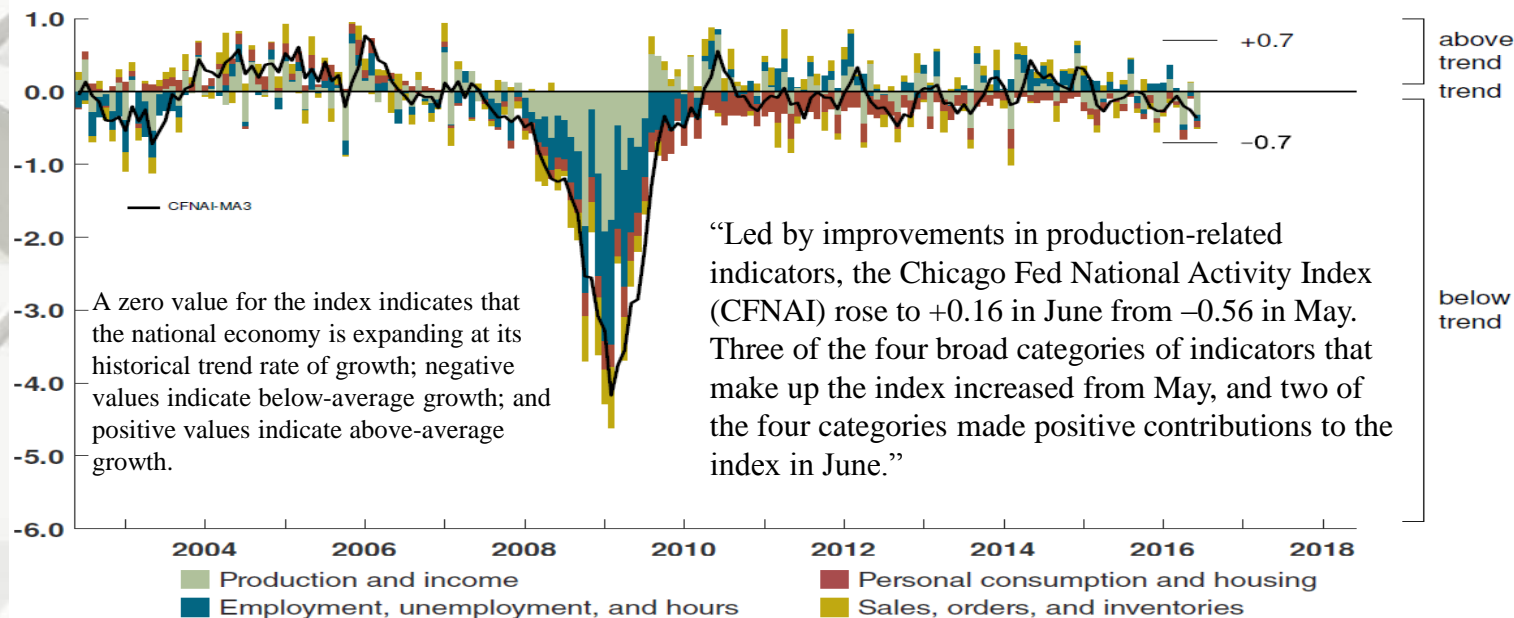 1.0
0.0
-1.0
-2.0
-3.0
-4.0
-5.0
-6.0
+0.7
−0.7
above
trend
trend
below
trend
CFNAI-MA3
A zero value for the index indicates that
the national economy is expanding at its
historical trend rate of growth; negative
values indicate below-average growth; and
positive values indicate above-average
growth.
“Led by improvements in production-related
indicators, the Chicago Fed National Activity Index
(CFNAI) rose to +0.16 in June from –0.56 in May.
Three of the four broad categories of indicators that
make up the index increased from May, and two of
the four categories made positive contributions to the
index in June.”
2004 2006 2008 2010 2012 2014 2016 2018
Production and income
Personal consumption and housing
Employment, unemployment, and hours
Sales, orders, and inventories